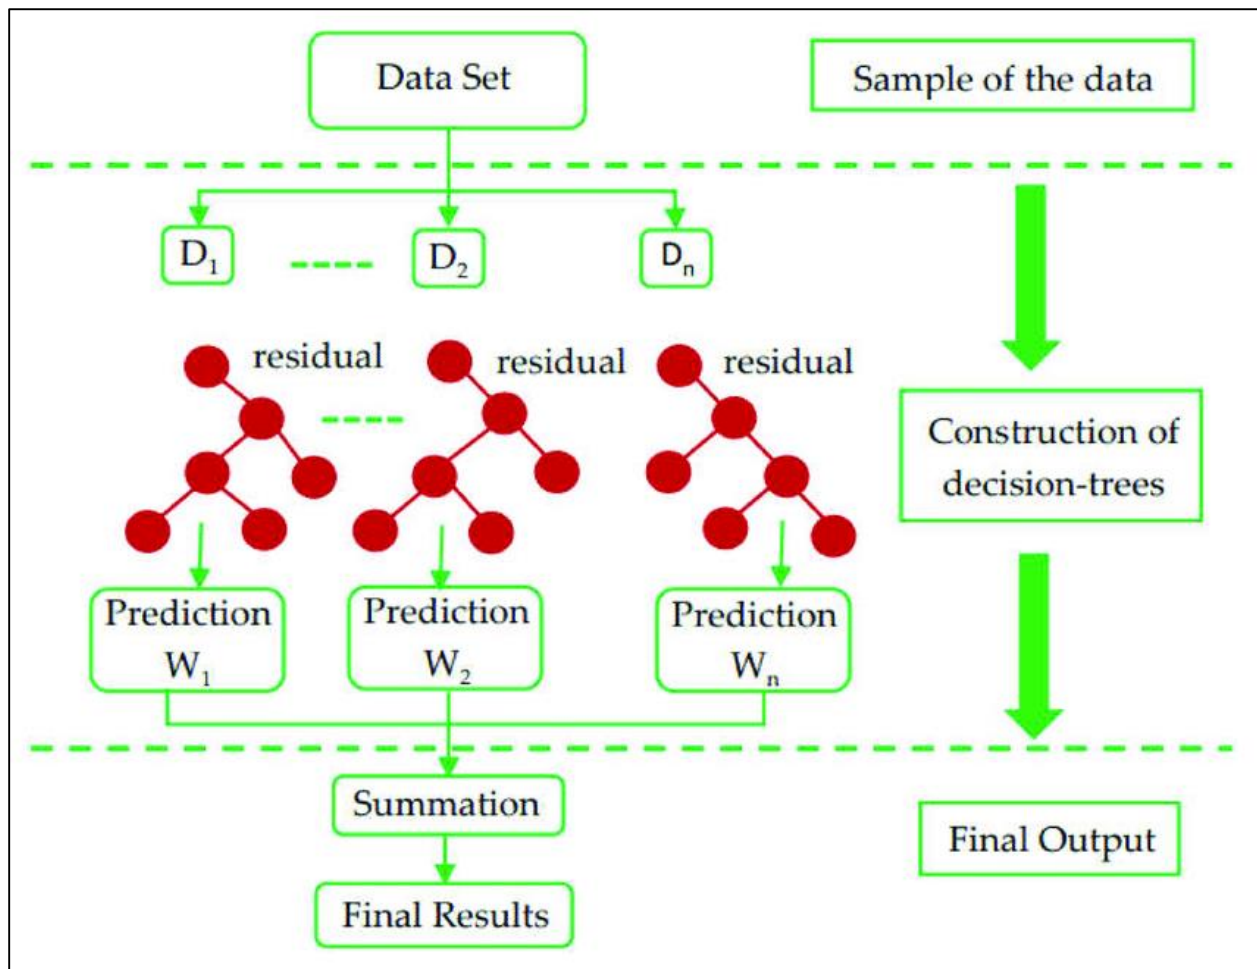 Data Set
Sample of the data
D₁
D₂
Dₙ
residual
residual
residual
Construction of
decision-trees
Prediction
W₁
Prediction
W₂
Prediction
Wₙ
Summation
Final Output
Final Results